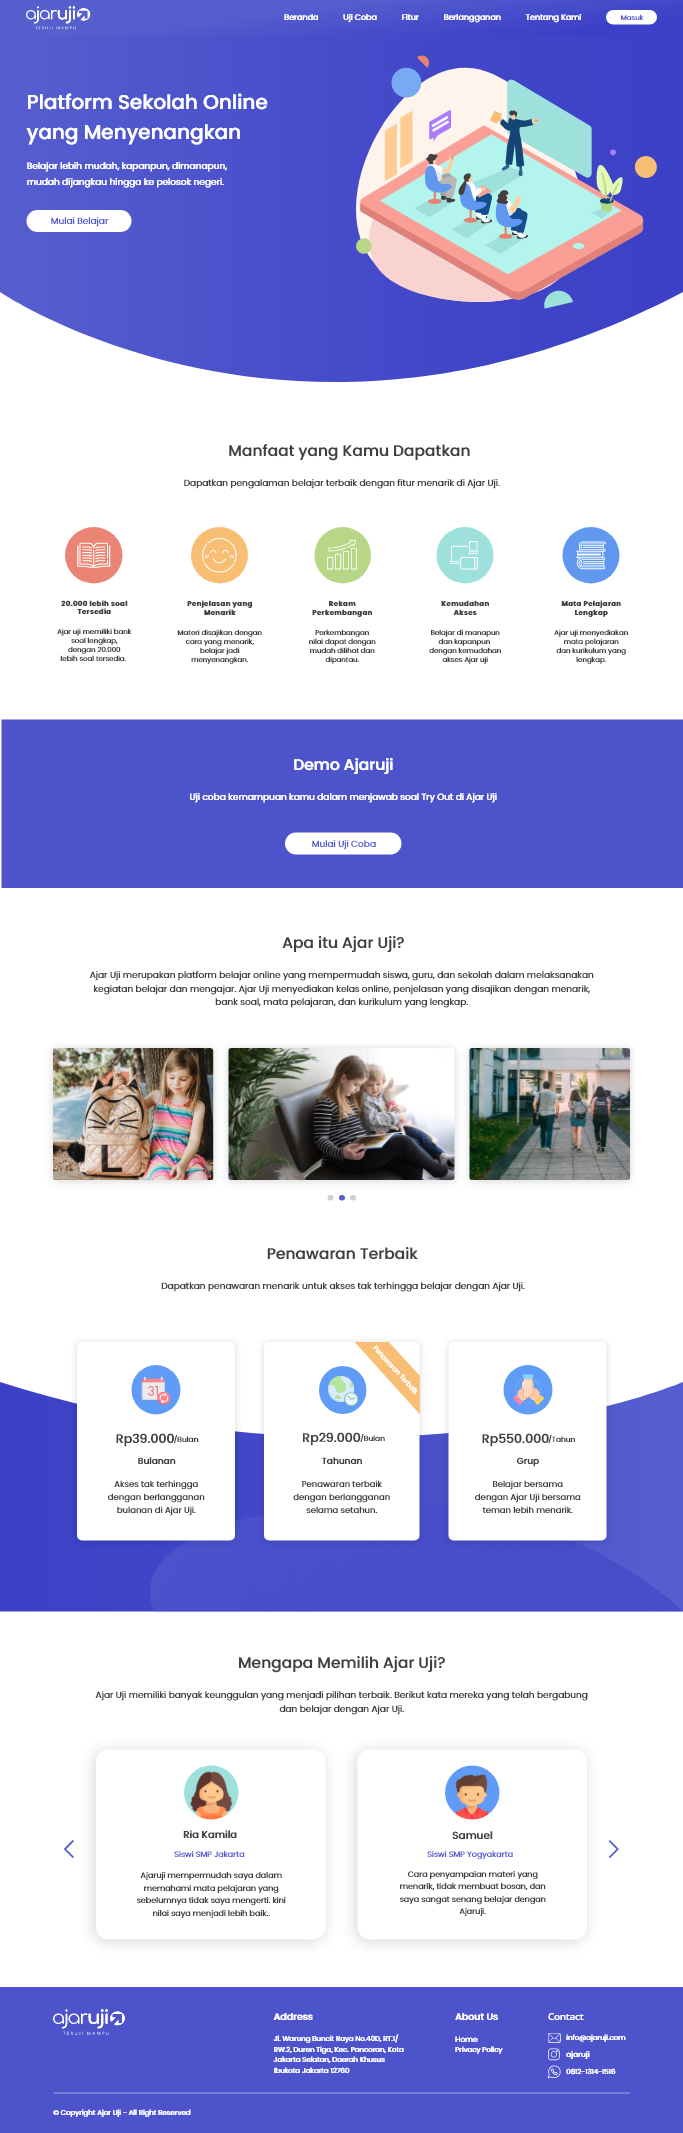 ajaruji
TERUJI MAMPU
Beranda Uji Coba Fitur Berlangganan Tentang Kami Masuk
Platform Sekolah Online
yang Menyenangkan
Belajar lebih mudah, kapanpun, dimanapun,
mudah dijangkau hingga ke pelosok negeri.
Mulai Belajar
Manfaat yang Kamu Dapatkan
Dapatkan pengalaman belajar terbaik dengan fitur menarik di Ajar Uji.
20.000 lebih soal
Tersedia
Ajar uji memiliki bank
soal lengkap,
dengan 20.000
lebih soal tersedia.
Penjelasan yang
Menarik
Materi disajikan dengan
cara yang menarik,
belajar jadi
menyenangkan.
Rekam
Perkembangan
Perkembangan
nilai dapat dengan
mudah dilihat dan
dipantau.
Kemudahan
Akses
Belajar di manapun
dan kapanpun
dengan kemudahan
akses Ajar uji
Mata Pelajaran
Lengkap
Ajar uji menyediakan
mata pelajaran
dan kurikulum yang
lengkap.
Demo Ajaruji
Uji coba kemampuan kamu dalam menjawab soal Try Out di Ajar Uji
Mulai Uji Coba
Apa itu Ajar Uji?
Ajar Uji merupakan platform belajar online yang mempermudah siswa, guru, dan sekolah dalam melaksanakan
kegiatan belajar dan mengajar. Ajar Uji menyediakan kelas online, penjelasan yang disajikan dengan menarik,
bank soal, mata pelajaran, dan kurikulum yang lengkap.
L
Penawaran Terbaik
Dapatkan penawaran menarik untuk akses tak terhingga belajar dengan Ajar Uji.
31
Rp39.000/Bulan
Bulanan
Akses tak terhingga
dengan berlangganan
bulanan di Ajar Uji.
Penawaran Terbaik
Rp29.000/Bulan
Tahunan
Penawaran terbaik
dengan berlangganan
selama setahun.
Rp550.000/Tahun
Grup
Belajar bersama
dengan Ajar Uji bersama
teman lebih menarik.
Mengapa Memilih Ajar Uji?
Ajar Uji memiliki banyak keunggulan yang menjadi pilihan terbaik. Berikut kata mereka yang telah bergabung
dan belajar dengan Ajar Uji.
Ria Kamila
Siswi SMP Jakarta
Ajaruji mempermudah saya dalam
memahami mata pelajaran yang
sebelumnya tidak saya mengerti. kini
nilai saya menjadi lebih baik..
Samuel
Siswi SMP Yogyakarta
Cara penyampaian materi yang
menarik, tidak membuat bosan, dan
saya sangat senang belajar dengan
Ajaruji.
ajaruji
TERUJI MAMPU
Address
Jl. Warung Buncit Raya No.40D, RT.1/
RW.2, Duren Tiga, Kec. Pancoran, Kota
Jakarta Selatan, Daerah Khusus
Ibukota Jakarta 12760
About Us
Home
Privacy Policy
Contact
info@ajaruji.com
ajaruji
0812-1314-1516
© Copyright Ajar Uji - All Right Reserved